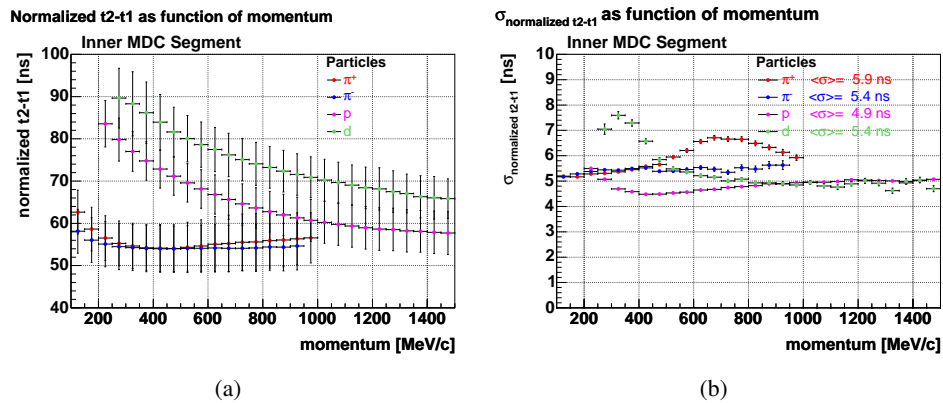 Normalized t2-t1 as function of momentum
Inner MDC Segment
normalized t2-t1 [ns]
100
90
80
70
60
50
40
Particles
π+
π-
p
d
200 400 600 800 1000 1200 1400
momentum [MeV/c]
(a)
σnormalized t2-t1 as function of momentum
Inner MDC Segment
σnormalized t2-t1 [ns]
10
9
8
7
6
5
4
3
2
1
0
Particles
π+ <σ>= 5.9 ns
π- <σ>= 5.4 ns
p <σ>= 4.9 ns
d <σ>= 5.4 ns
200 400 600 800 1000 1200 1400
momentum [MeV/c]
(b)